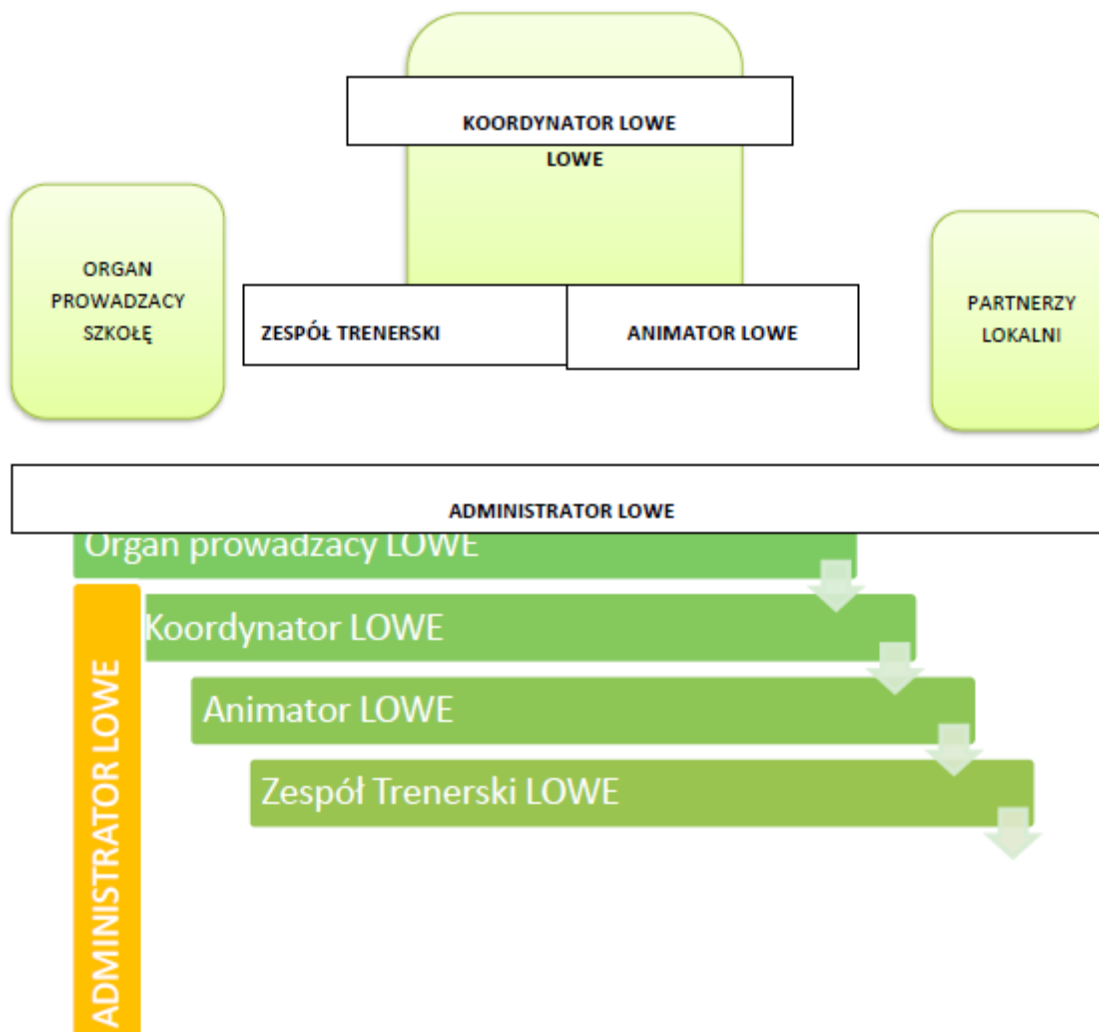 KOORDYNATOR LOWE
LOWE
ORGAN
PROWADZACY
SZKOŁĘ
ZESPÓŁ TRENERSKI
ANIMATOR LOWE
PARTNERZY
LOKALNI
ADMINISTRATOR LOWE
Organ prowadzacy LOWE
Koordynator LOWE
Animator LOWE
Zespół Trenerski LOWE
ADMINISTRATOR LOWE